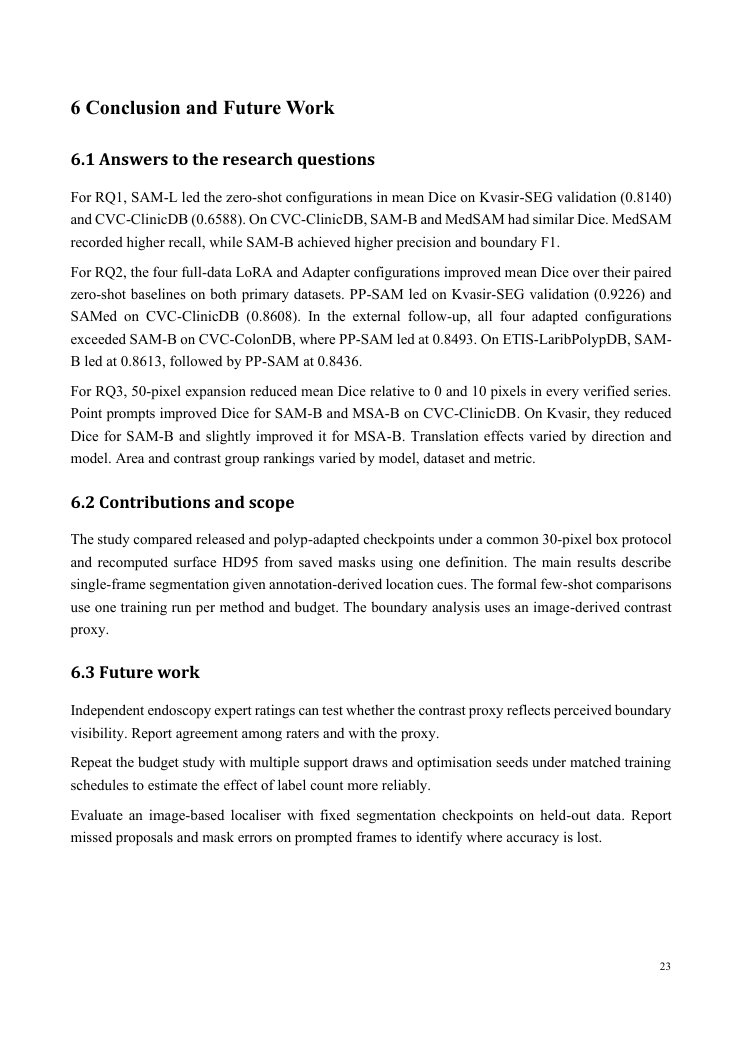 6 Conclusion and Future Work
6.1 Answers to the research questions
For RQ1, SAM-L led the zero-shot configurations in mean Dice on Kvasir-SEG validation (0.8140)
and CVC-ClinicDB (0.6588). On CVC-ClinicDB, SAM-B and MedSAM had similar Dice. MedSAM
recorded higher recall, while SAM-B achieved higher precision and boundary F1.
For RQ2, the four full-data LoRA and Adapter configurations improved mean Dice over their paired
zero-shot baselines on both primary datasets. PP-SAM led on Kvasir-SEG validation (0.9226) and
SAMed on CVC-ClinicDB (0.8608). In the external follow-up, all four adapted configurations
exceeded SAM-B on CVC-ColonDB, where PP-SAM led at 0.8493. On ETIS-LaribPolypDB, SAM-
B led at 0.8613, followed by PP-SAM at 0.8436.
For RQ3, 50-pixel expansion reduced mean Dice relative to 0 and 10 pixels in every verified series.
Point prompts improved Dice for SAM-B and MSA-B on CVC-ClinicDB. On Kvasir, they reduced
Dice for SAM-B and slightly improved it for MSA-B. Translation effects varied by direction and
model. Area and contrast group rankings varied by model, dataset and metric.
6.2 Contributions and scope
The study compared released and polyp-adapted checkpoints under a common 30-pixel box protocol
and recomputed surface HD95 from saved masks using one definition. The main results describe
single-frame segmentation given annotation-derived location cues. The formal few-shot comparisons
use one training run per method and budget. The boundary analysis uses an image-derived contrast
proxy.
6.3 Future work
Independent endoscopy expert ratings can test whether the contrast proxy reflects perceived boundary
visibility. Report agreement among raters and with the proxy.
Repeat the budget study with multiple support draws and optimisation seeds under matched training
schedules to estimate the effect of label count more reliably.
Evaluate an image-based localiser with fixed segmentation checkpoints on held-out data. Report
missed proposals and mask errors on prompted frames to identify where accuracy is lost.
23